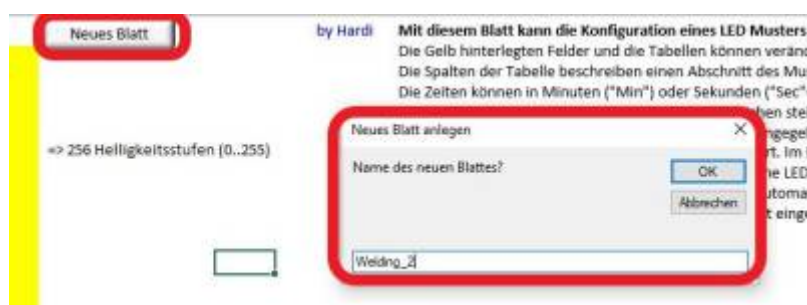 Neues Blatt
by Hardi
Mit diesem Blatt kann die Konfiguration eines LED Musters
Die Gelb hinterlegten Felder und die Tabellen können
Die Spalten der Tabelle beschreiben einen Abschnitt des
Die Zeiten können in Minuten ("Min") oder Sekunden ("Sec"
=> 256 Helligkeitsstufen (0..255)
Neues Blatt anlegen
Name des neuen Blattes?
OK
Abbrechen
Welding_2